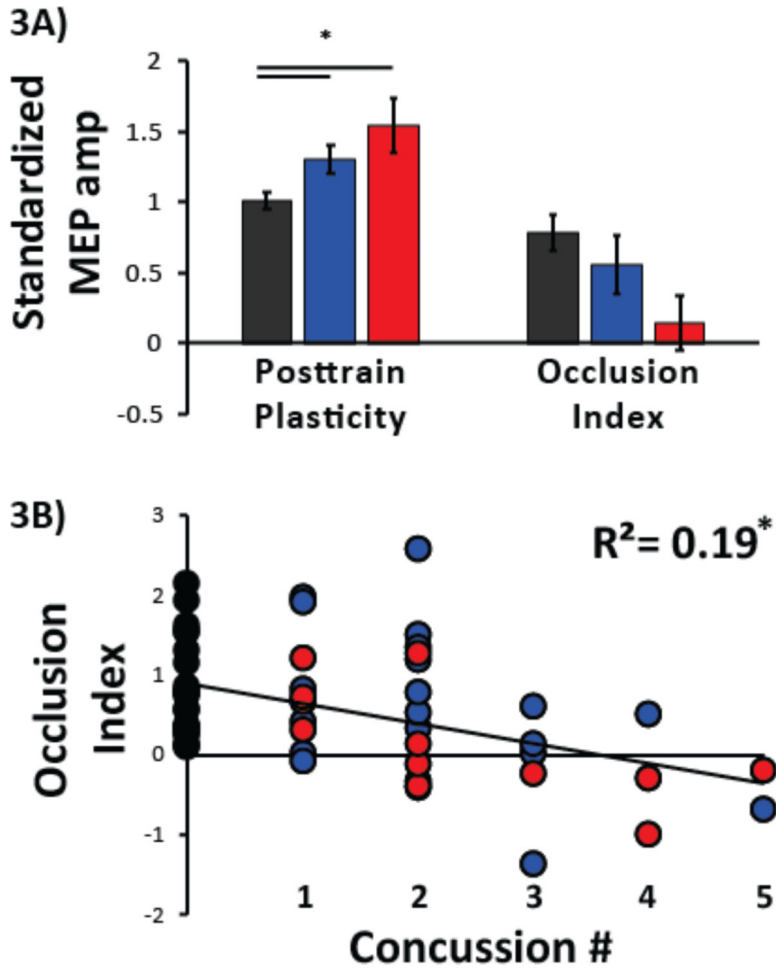 3A)
*
Standardized
MEP amp
2
1.5
1
0.5
0
-0.5
Posttrain
Plasticity
Occlusion
Index
3B)
R²= 0.19*
Occlusion
Index
3
2
1
0
-1
-2
1 2 3 4 5
Concussion #